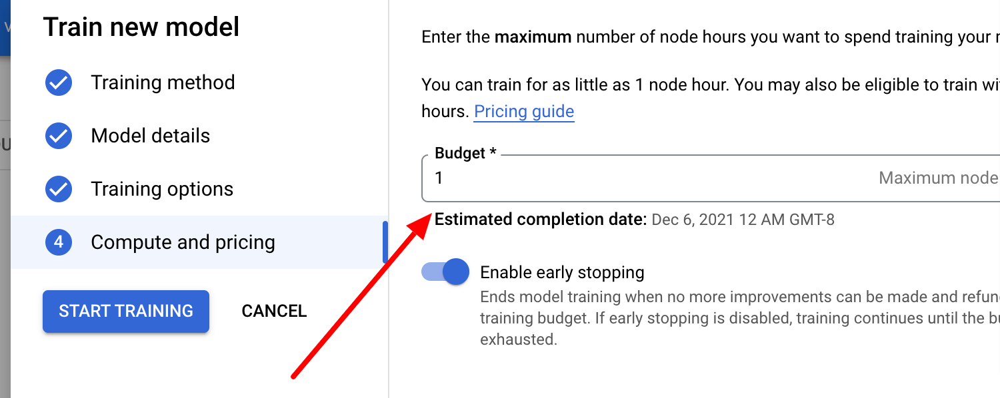 Train new model
Training method
Model details
Training options
4 Compute and pricing
START TRAINING CANCEL
Enter the maximum number of node hours you want to spend training your
You can train for as little as 1 node hour. You may also be eligible to train
hours. Pricing guide
Budget *
1 Maximum node
Estimated completion date: Dec 6, 2021 12 AM GMT-8
Enable early stopping
Ends model training when no more improvements can be made and
training budget. If early stopping is disabled, training continues until the
exhausted.